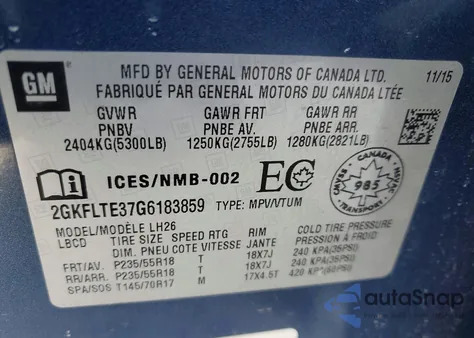 GM
MFD BY GENERAL MOTORS OF CANADA LTD. 11/15
FABRIQUÉ PAR GENERAL MOTORS DU CANADA LTÉE
GVWR GAWR FRT GAWR RR
PNBV PNBE AV. PNBE ARR.
2404KG(5300LB) 1250KG(2755LB) 1280KG(2821LB)
ICES/NMB-002 EC
CANADA
985
CMVSS NSVAC
2GKFLTE37G6183859 TYPE: MPV/VTUM
MODEL/MODÈLE LH26
LBCD TIRE SIZE SPEED RTG RIM COLD TIRE PRESSURE
DIM. PNEU COTE VITESSE JANTE PRESSION À FROID
FRT/AV. P235/55R18 T 18X7J 240 KPA(35PSI)
RR/ARR. P235/55R18 T 18X7J 240 KPA(35PSI)
SPA/SOS T145/70R17 M 17X4.5T 420 KPA(60PSI)
autoSnap